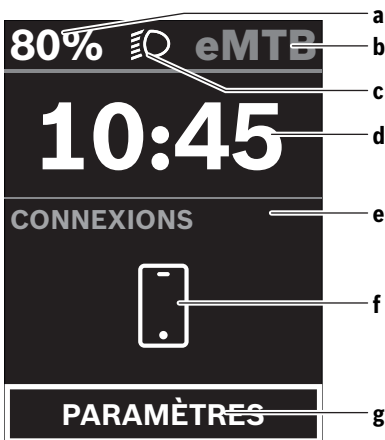 a
80% eMTB b
c
10:45 d
CONNEXIONS e
f
PARAMÈTRES g